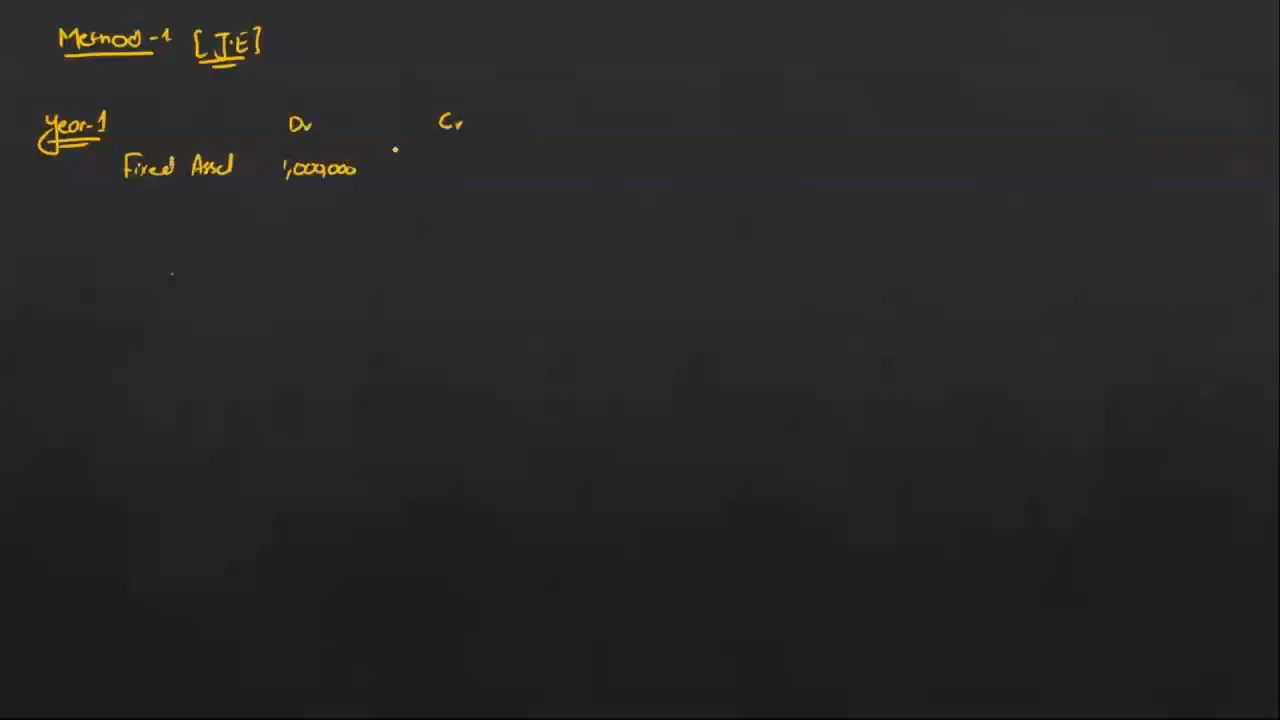 Method-1 [J.E]
Year-1 Dr Cr
Fixed Asset 1,000,000